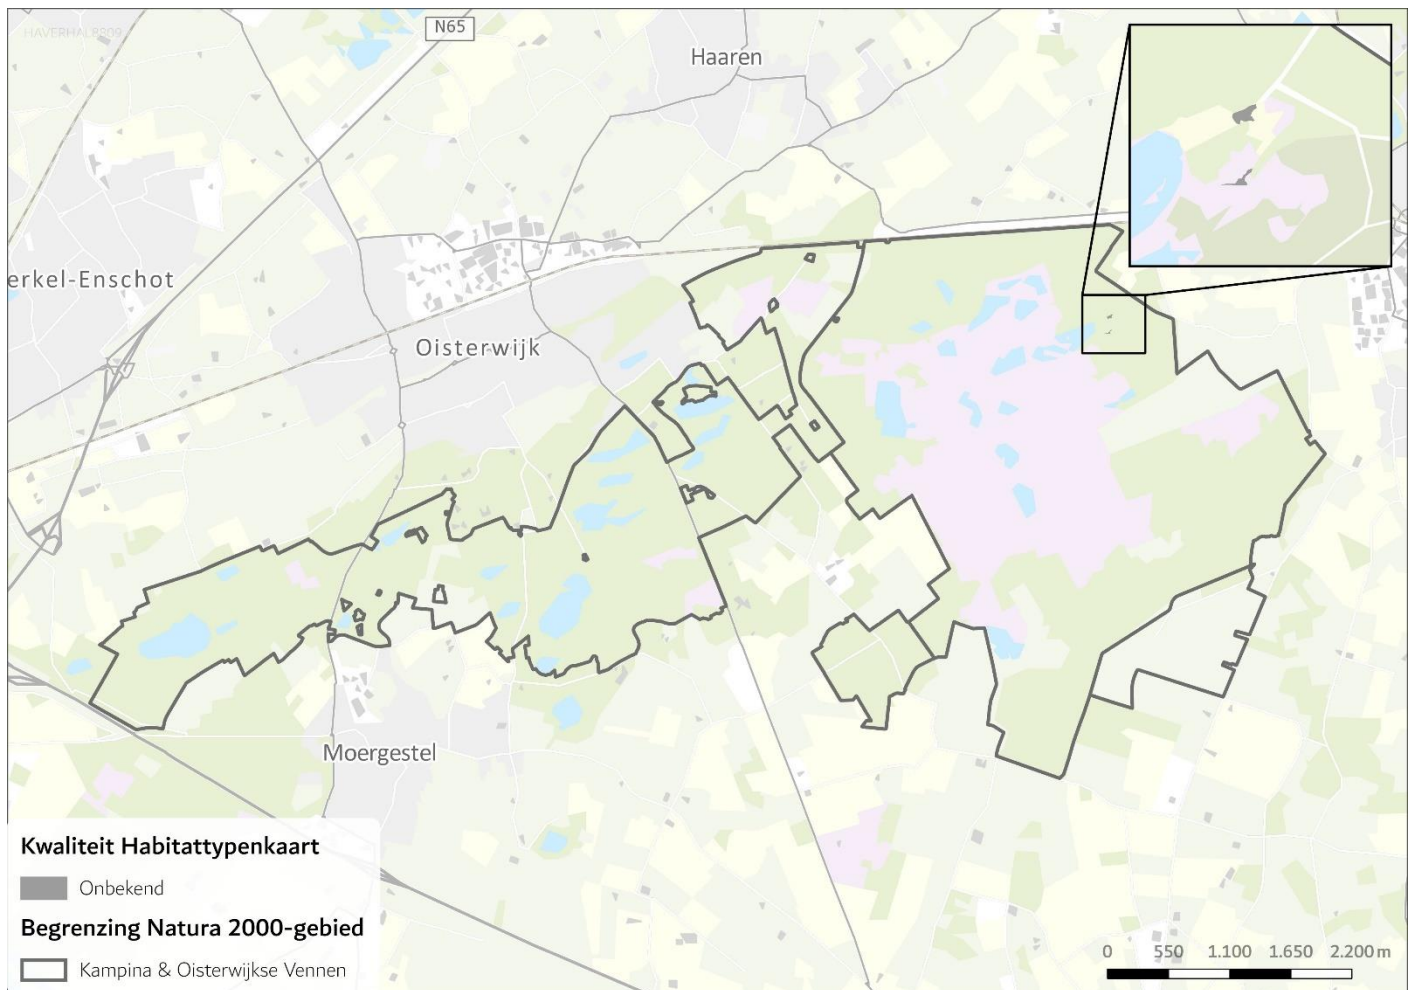 HAVERHAL8809
N65
Haaren
erkel-Enschot
Oisterwijk
Moergestel
Kwaliteit Habitattypenkaart
Onbekend
Begrenzing Natura 2000-gebied
Kampina & Oisterwijkse Vennen
0 550 1.100 1.650 2.200 m